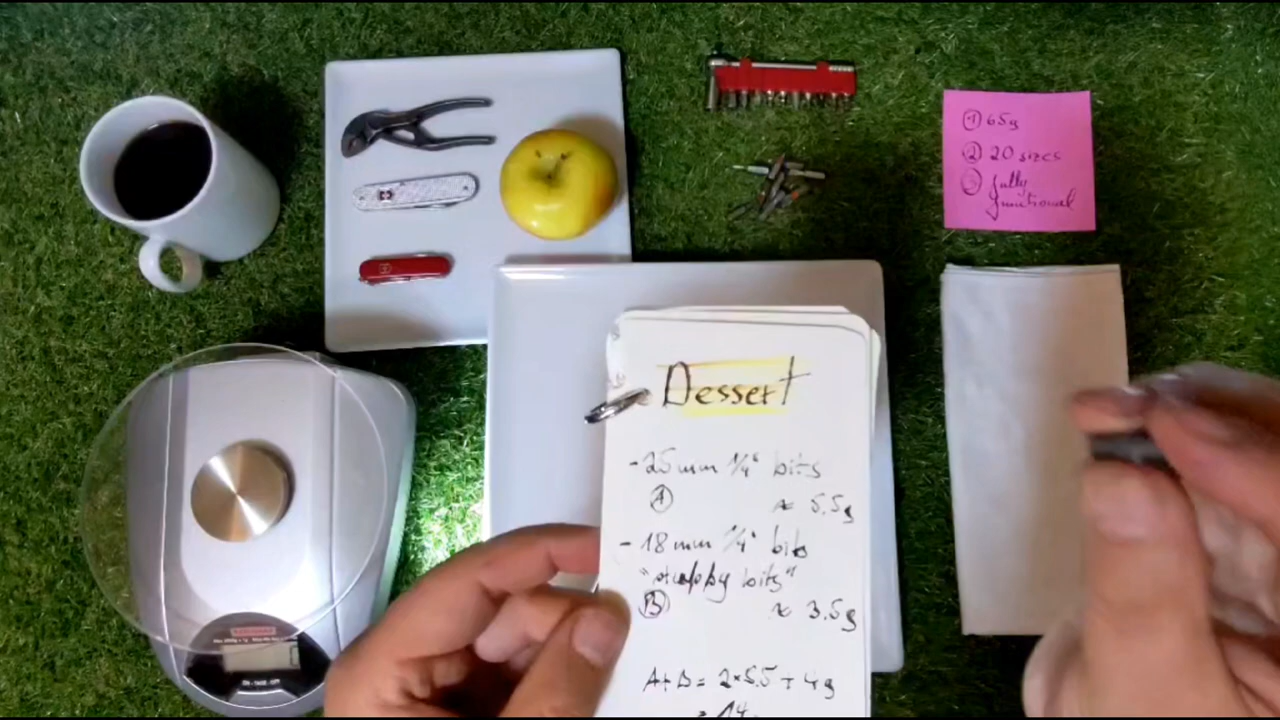 ① 65g
② 20 sizes
③ fully
functional
Dessert
- 25 mm 1/4" bits
Ⓐ ≈ 5.5g
- 18 mm 1/4" bits
"stubby bits"
Ⓑ ≈ 3.5g
A+B = 2×5.5 + 4g
= 14